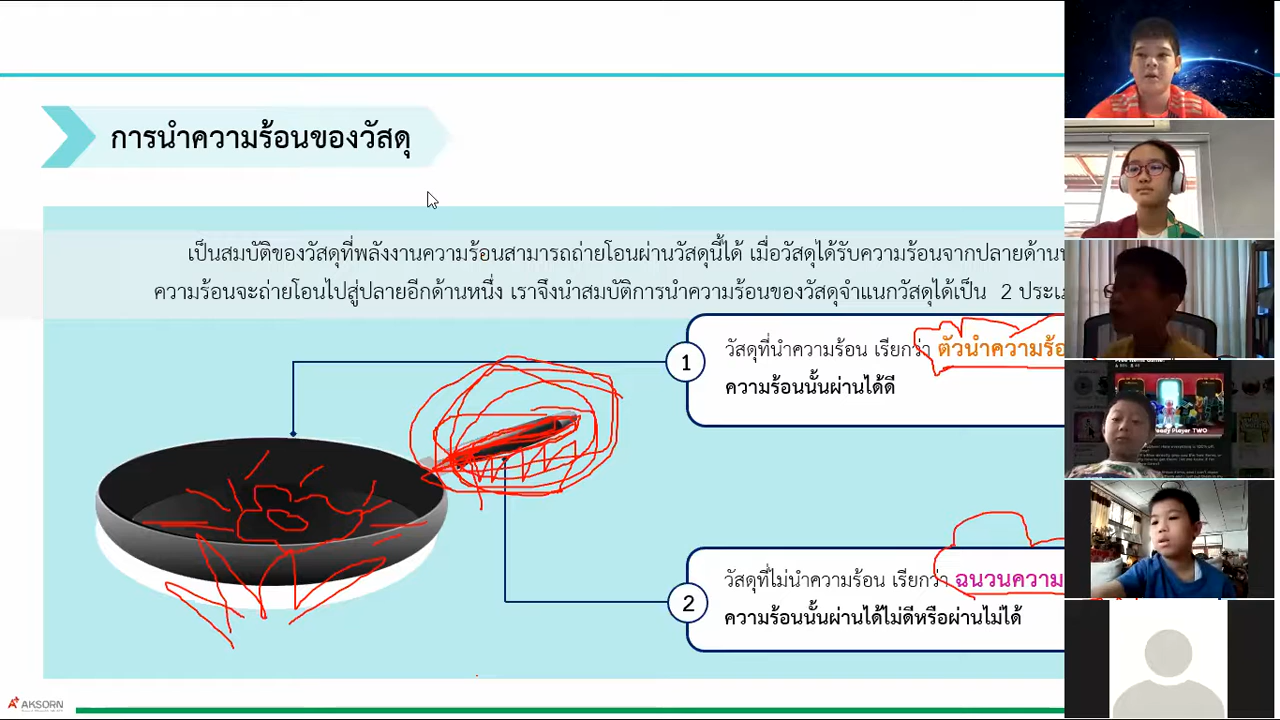 การนำความร้อนของวัสดุ
เป็นสมบัติของวัสดุที่พลังงานความร้อนสามารถถ่ายโอนผ่านวัสดุนี้ได้ เมื่อวัสดุได้รับความร้อนจากปลายด้าน
ความร้อนจะถ่ายโอนไปสู่ปลายอีกด้านหนึ่ง เราจึงนำสมบัติการนำความร้อนของวัสดุจำแนกวัสดุได้เป็น 2 ประเภ
1
วัสดุที่นำความร้อน เรียกว่า ตัวนำความร้อ
ความร้อนนั้นผ่านได้ดี
2
วัสดุที่ไม่นำความร้อน เรียกว่า ฉนวนความ
ความร้อนนั้นผ่านได้ไม่ดีหรือผ่านไม่ได้
AKSORN
Ready Player TWO